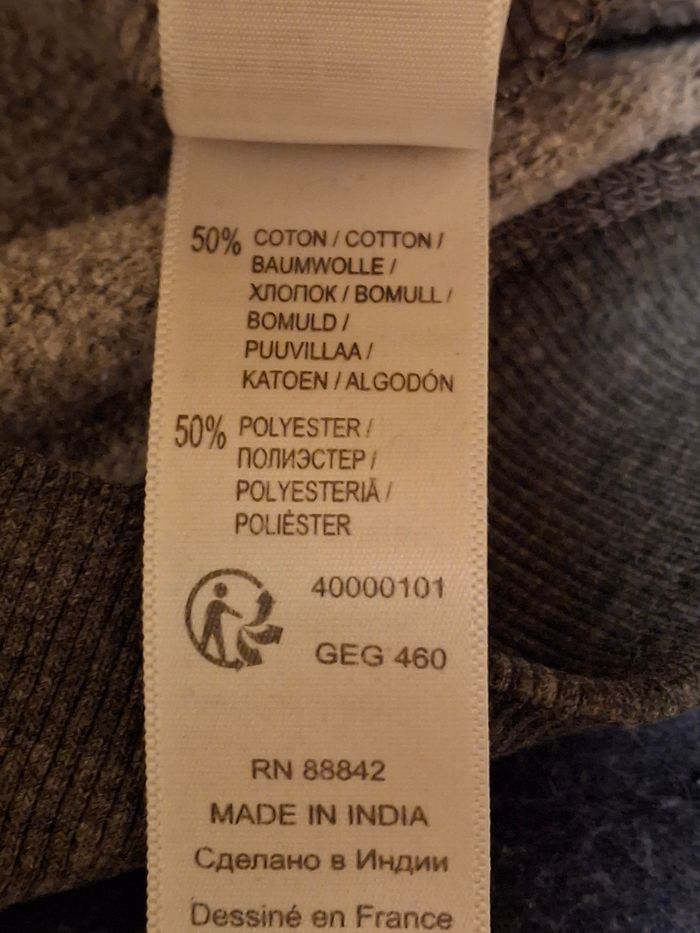 50% COTON / COTTON /
BAUMWOLLE /
ХЛОПОК / BOMULL /
BOMULD /
PUUVILLAA /
KATOEN / ALGODÓN
50% POLYESTER /
ПОЛИЭСТЕР /
POLYESTERIÄ /
POLIÉSTER
40000101
GEG 460
RN 88842
MADE IN INDIA
Сделано в Индии
Dessiné en France